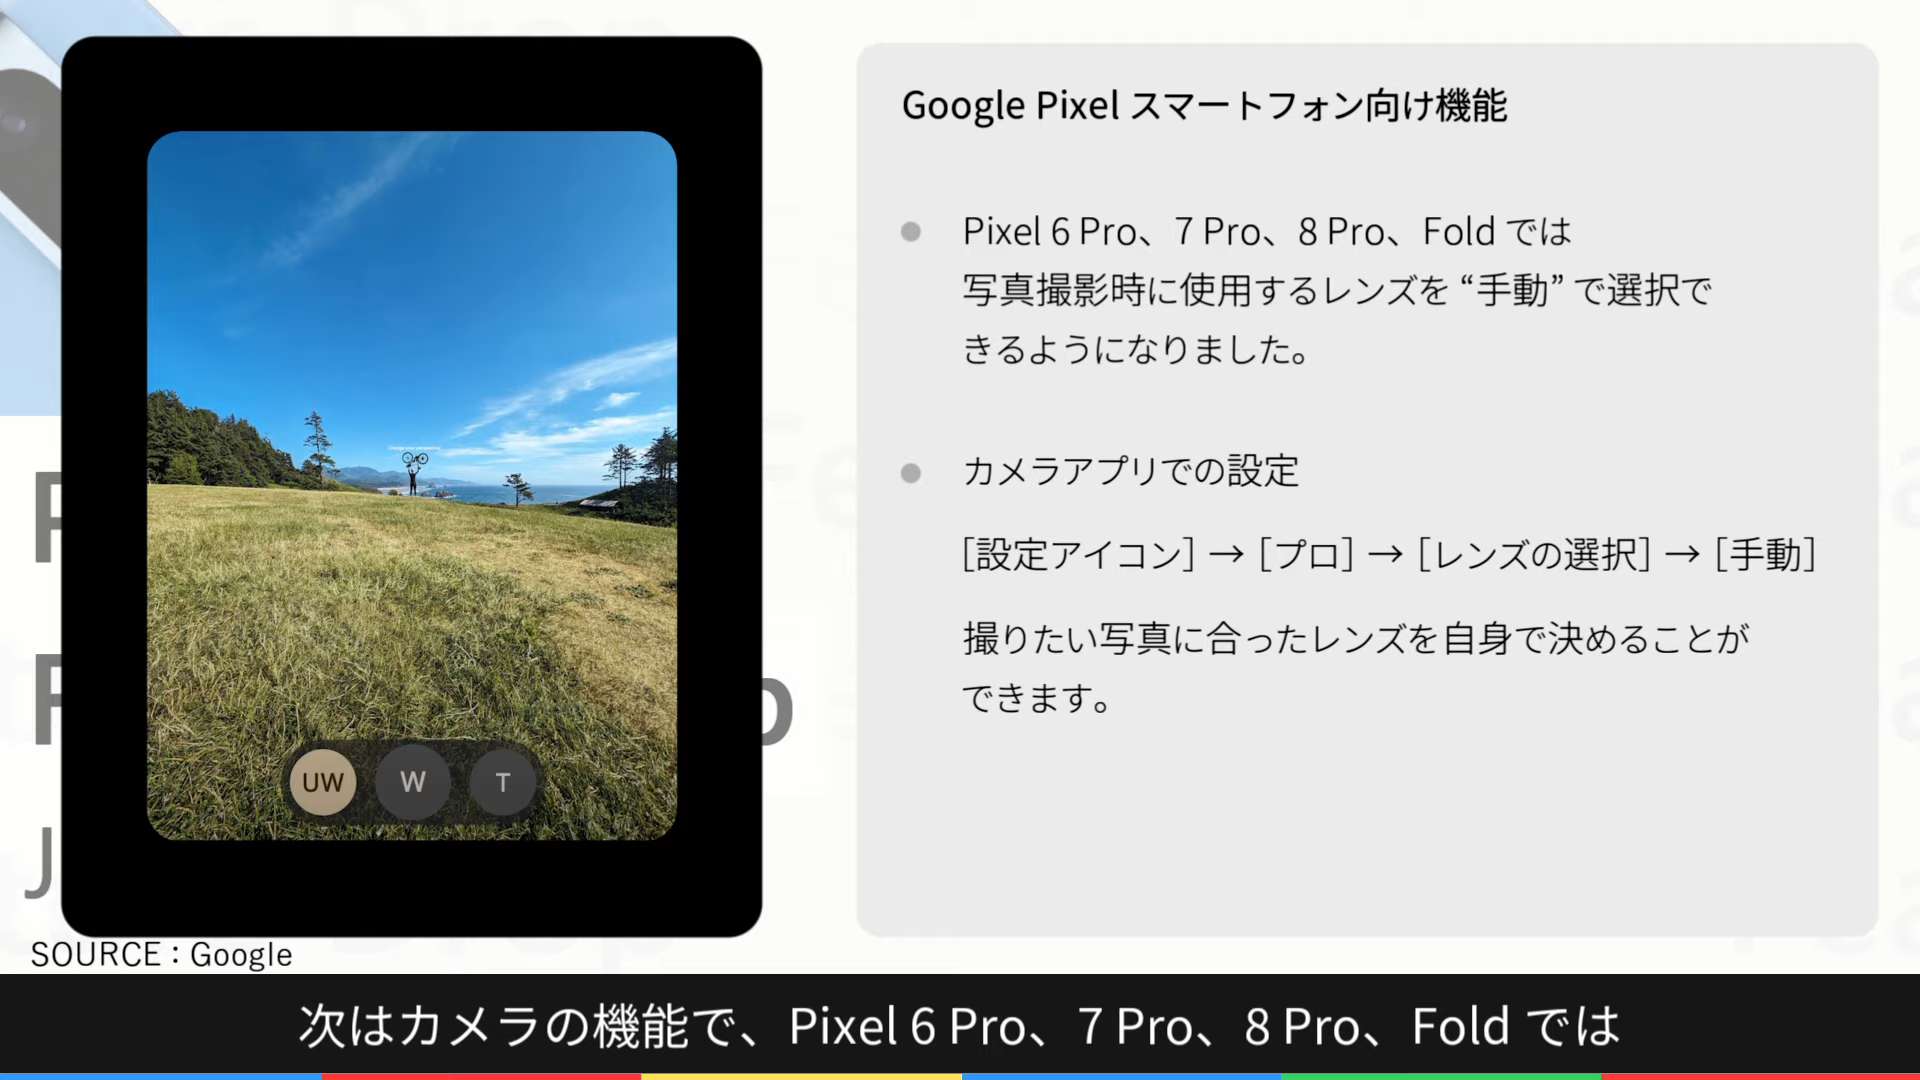 Google Pixel スマートフォン向け機能
Pixel 6 Pro、7 Pro、8 Pro、Fold では
写真撮影時に使用するレンズを “手動” で選択で
きるようになりました。
カメラアプリでの設定
[設定アイコン] → [プロ] → [レンズの選択] → [手動]
撮りたい写真に合ったレンズを自身で決めることが
できます。
UW W T
SOURCE : Google
次はカメラの機能で、Pixel 6 Pro、7 Pro、8 Pro、Fold では